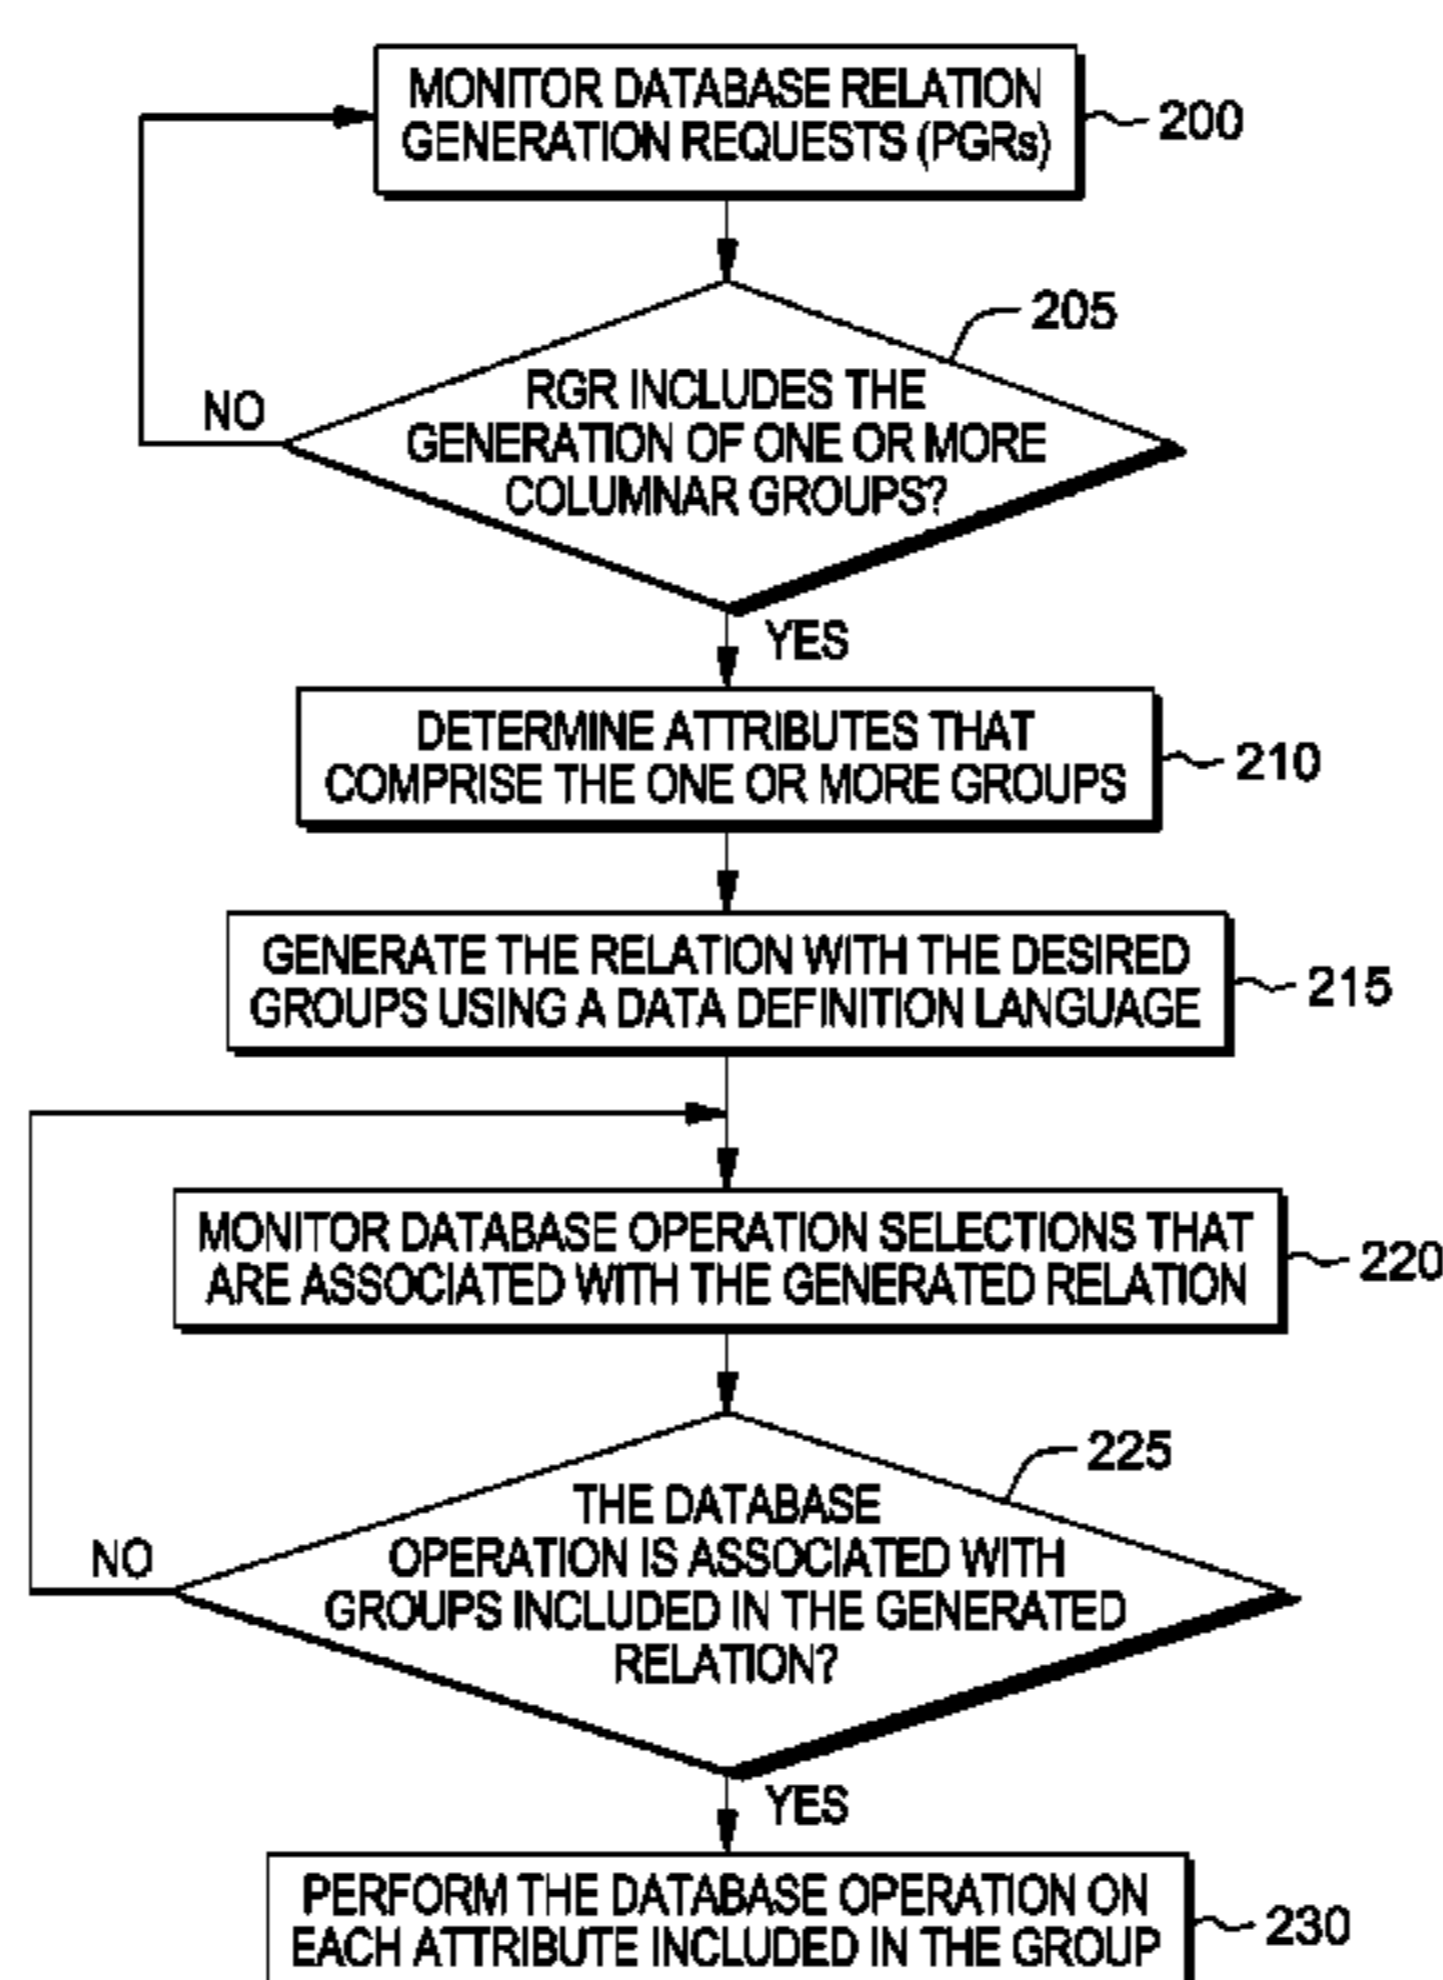 MONITOR DATABASE RELATION
GENERATION REQUESTS (PGRs)
200
205
RGR INCLUDES THE
GENERATION OF ONE OR MORE
COLUMNAR GROUPS?
NO
YES
DETERMINE ATTRIBUTES THAT
COMPRISE THE ONE OR MORE GROUPS
210
GENERATE THE RELATION WITH THE DESIRED
GROUPS USING A DATA DEFINITION LANGUAGE
215
MONITOR DATABASE OPERATION SELECTIONS THAT
ARE ASSOCIATED WITH THE GENERATED RELATION
220
225
THE DATABASE
OPERATION IS ASSOCIATED WITH
GROUPS INCLUDED IN THE GENERATED
RELATION?
NO
YES
PERFORM THE DATABASE OPERATION ON
EACH ATTRIBUTE INCLUDED IN THE GROUP
230